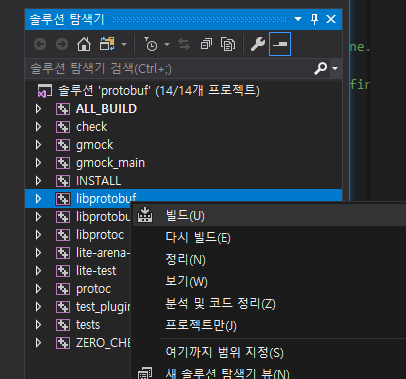 솔루션 탐색기
솔루션 탐색기 검색(Ctrl+;)
솔루션 'protobuf' (14/14개 프로젝트)
ALL_BUILD
check
gmock
gmock_main
INSTALL
libprotobuf
libprotobu
libprotoc
lite-arena-
lite-test
protoc
test_plugin
tests
ZERO_CHE
빌드(U)
다시 빌드(E)
정리(N)
보기(W)
분석 및 코드 정리(Z)
프로젝트만(J)
여기까지 범위 지정(S)
새 솔루션 탐색기 뷰(N)
ne.
fin